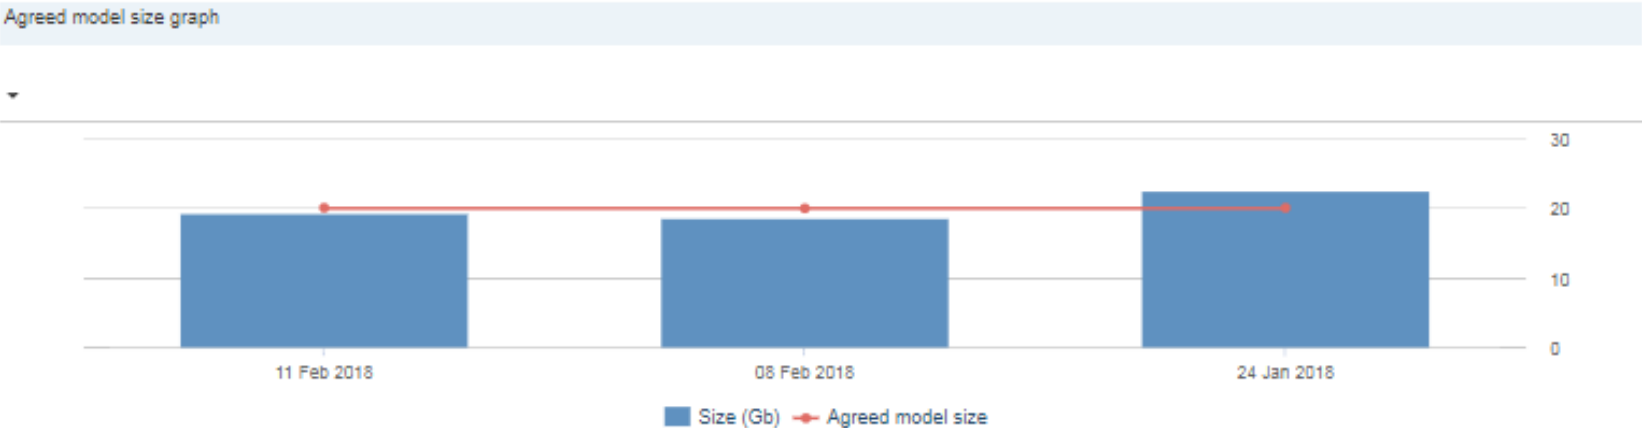 Agreed model size graph
30
20
10
0
11 Feb 2018 08 Feb 2018 24 Jan 2018
Size (Gb) Agreed model size